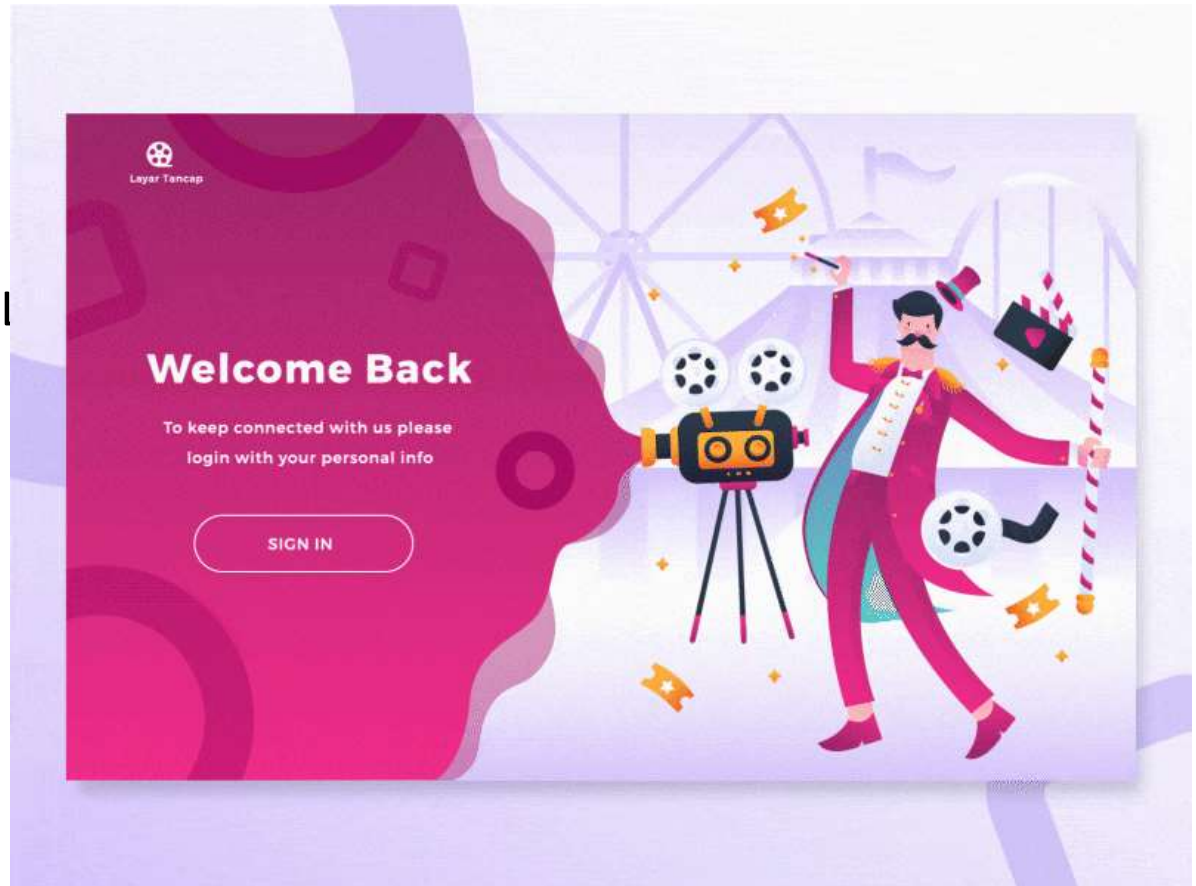 Layar Tancap
Welcome Back
To keep connected with us please
login with your personal info
SIGN IN